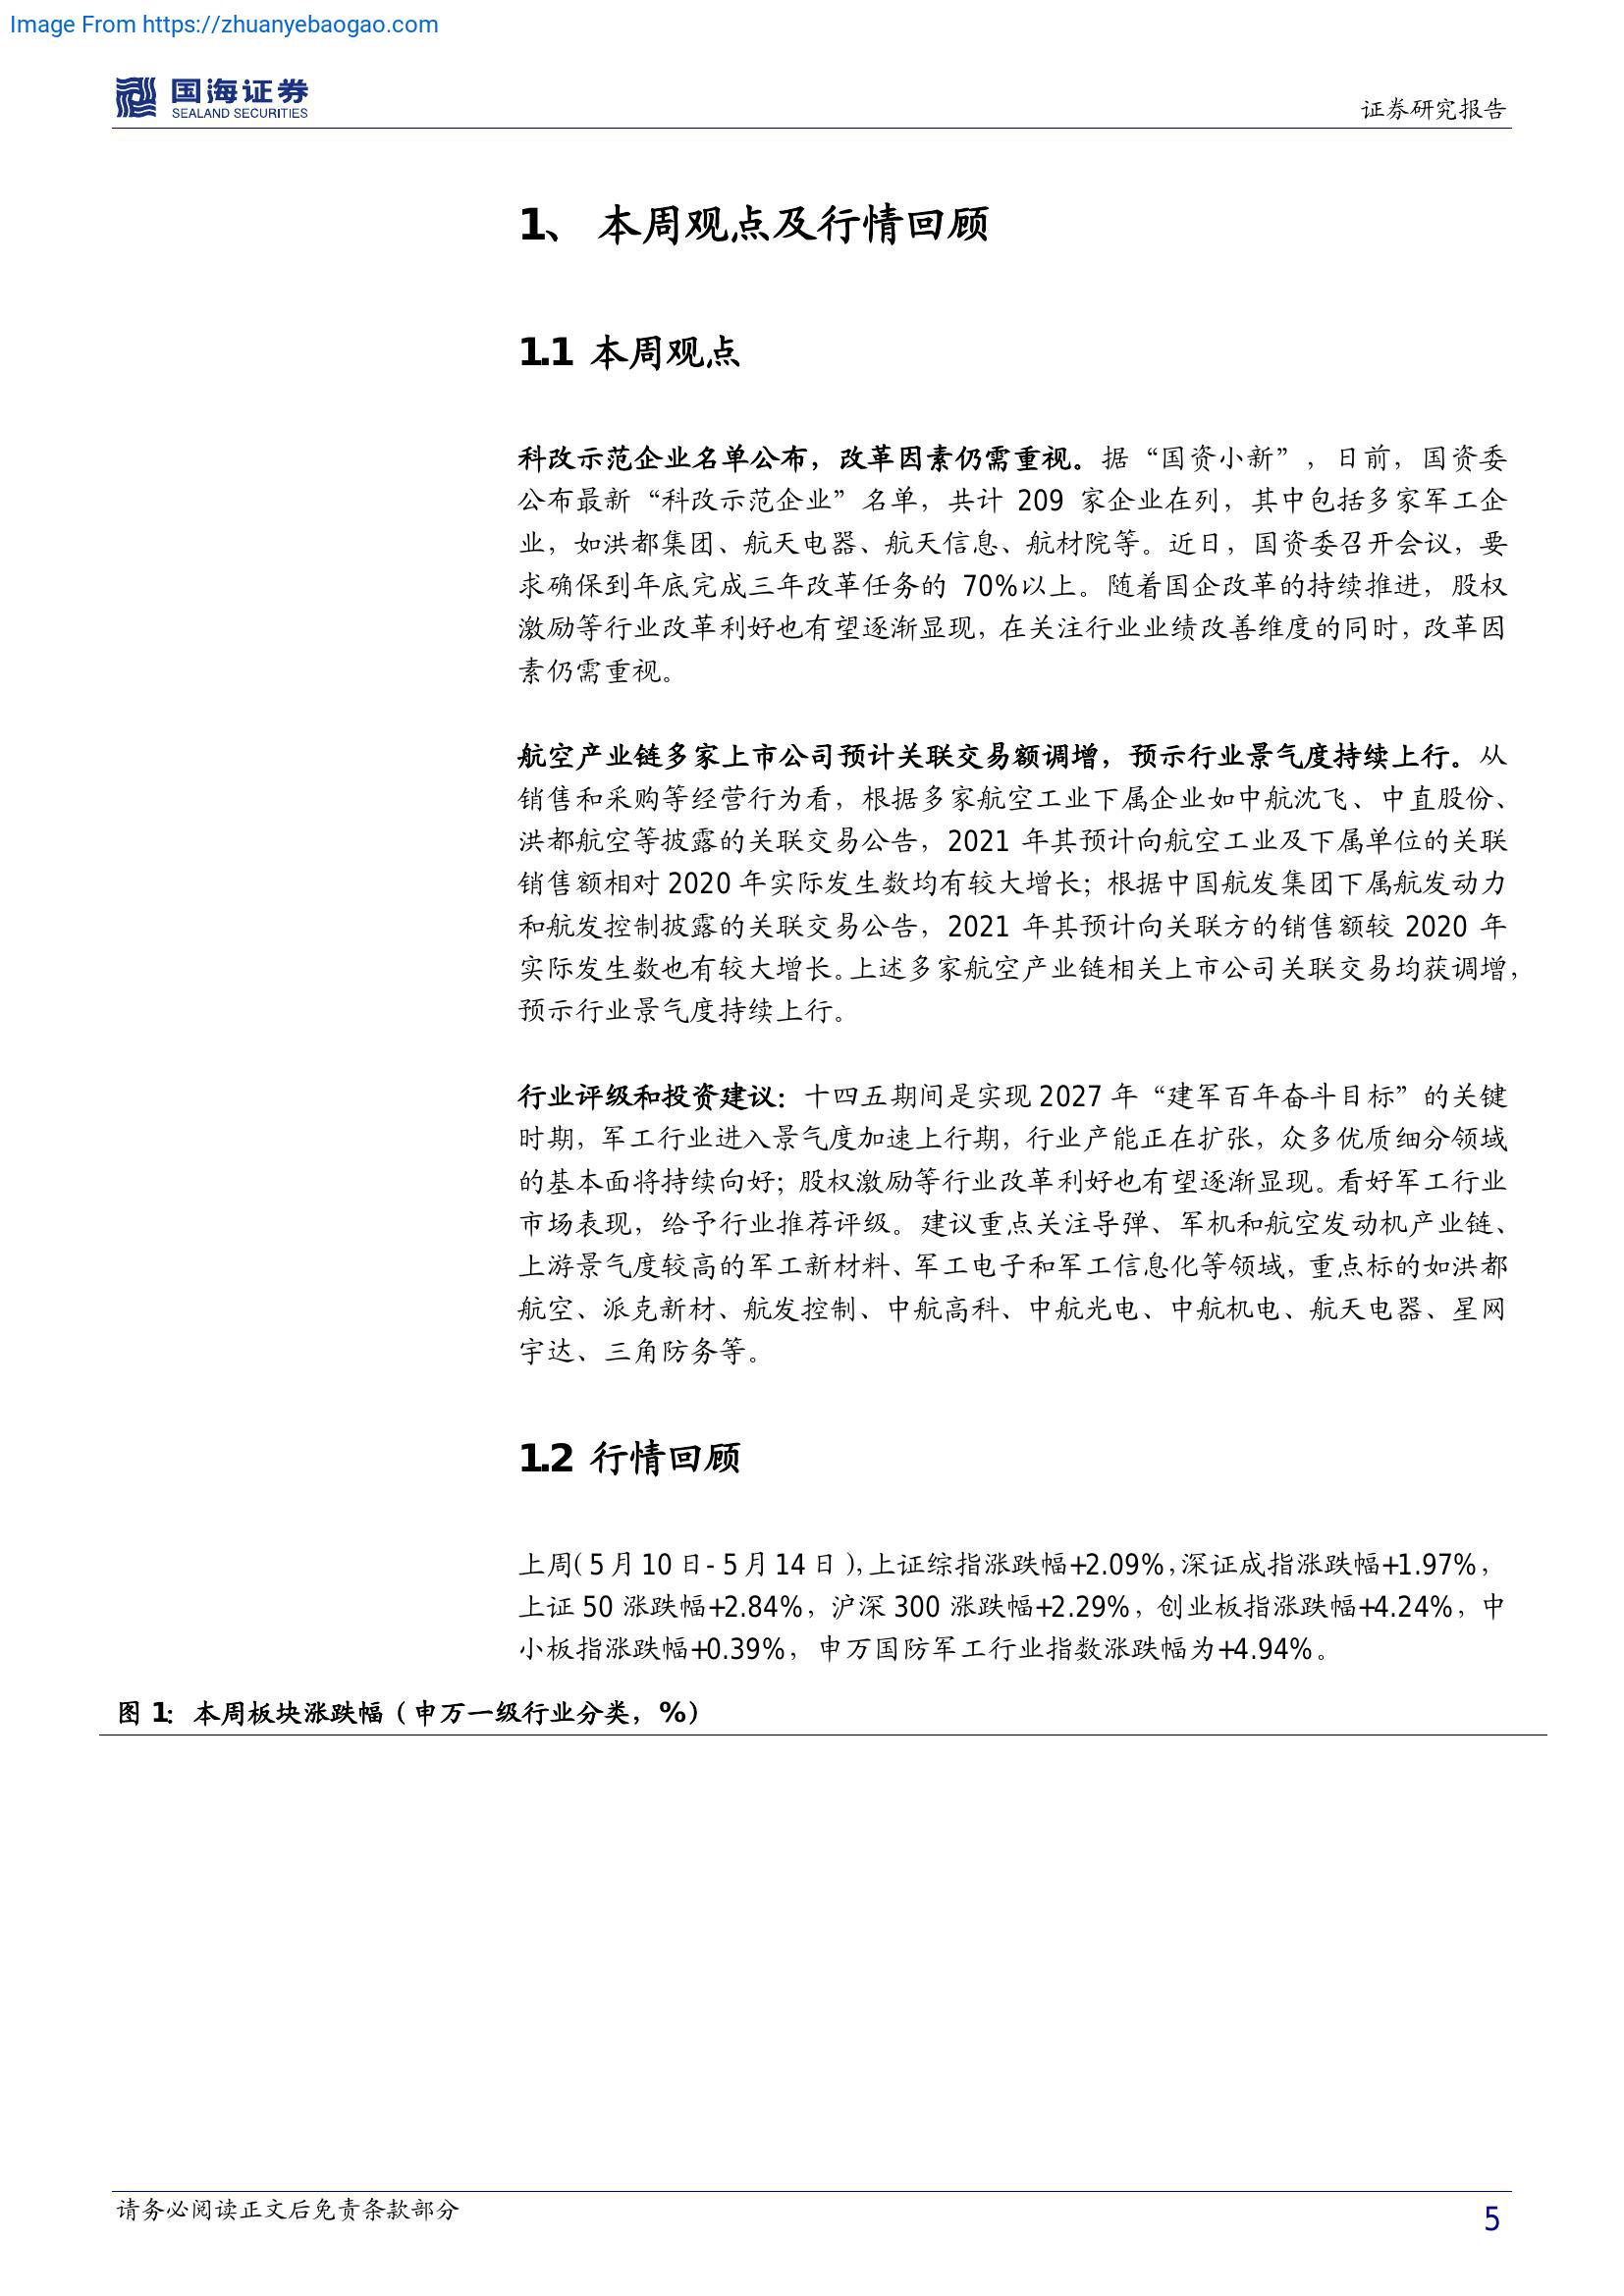 Image From https://zhuanyebaogao.com
国海证券
SEALAND SECURITIES
证券研究报告
1、 本周观点及行情回顾
1.1 本周观点
科改示范企业名单公布，改革因素仍需重视。据“国资小新”，日前，国资委
公布最新“科改示范企业”名单，共计 209 家企业在列，其中包括多家军工企
业，如洪都集团、航天电器、航天信息、航材院等。近日，国资委召开会议，要
求确保到年底完成三年改革任务的 70%以上。随着国企改革的持续推进，股权
激励等行业改革利好也有望逐渐显现，在关注行业业绩改善维度的同时，改革因
素仍需重视。
航空产业链多家上市公司预计关联交易额调增，预示行业景气度持续上行。从
销售和采购等经营行为看，根据多家航空工业下属企业如中航沈飞、中直股份、
洪都航空等披露的关联交易公告，2021 年其预计向航空工业及下属单位的关联
销售额相对 2020 年实际发生数均有较大增长；根据中国航发集团下属航发动力
和航发控制披露的关联交易公告，2021 年其预计向关联方的销售额较 2020 年
实际发生数也有较大增长。上述多家航空产业链相关上市公司关联交易均获调增，
预示行业景气度持续上行。
行业评级和投资建议：十四五期间是实现 2027 年“建军百年奋斗目标”的关键
时期，军工行业进入景气度加速上行期，行业产能正在扩张，众多优质细分领域
的基本面将持续向好；股权激励等行业改革利好也有望逐渐显现。看好军工行业
市场表现，给予行业推荐评级。建议重点关注导弹、军机和航空发动机产业链、
上游景气度较高的军工新材料、军工电子和军工信息化等领域，重点标的如洪都
航空、派克新材、航发控制、中航高科、中航光电、中航机电、航天电器、星网
宇达、三角防务等。
1.2 行情回顾
上周（5 月 10 日- 5 月 14 日），上证综指涨跌幅+2.09%，深证成指涨跌幅+1.97%，
上证 50 涨跌幅+2.84%，沪深 300 涨跌幅+2.29%，创业板指涨跌幅+4.24%，中
小板指涨跌幅+0.39%，申万国防军工行业指数涨跌幅为+4.94%。
图 1：本周板块涨跌幅（申万一级行业分类，%）
请务必阅读正文后免责条款部分
5